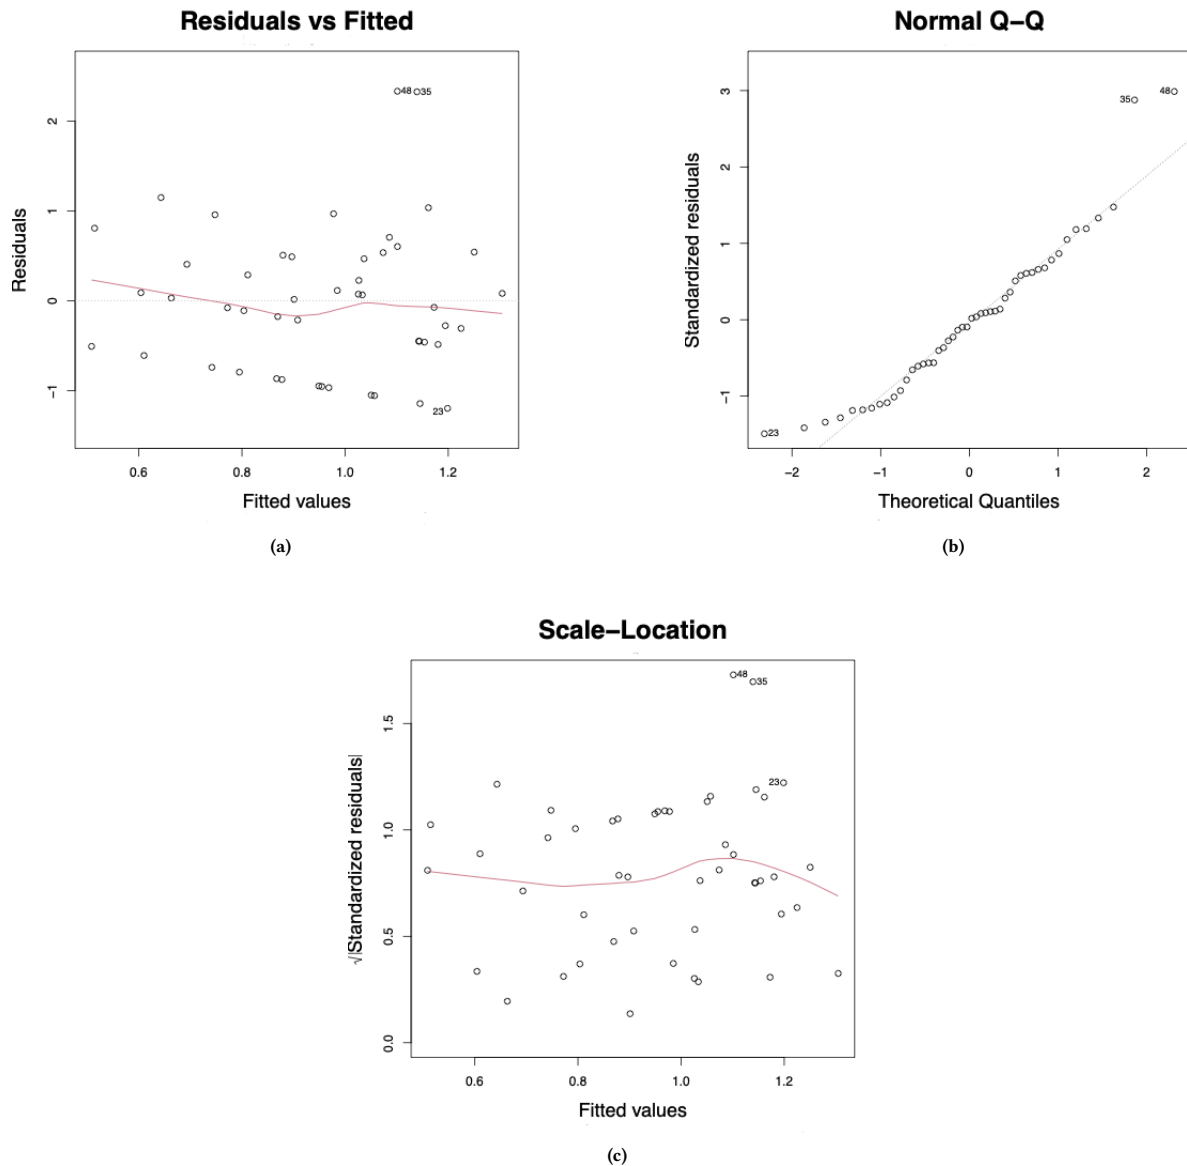 Residuals vs Fitted
Residuals
2
1
0
−1
48
35
23
0.6 0.8 1.0 1.2
Fitted values
(a)
Normal Q−Q
Standardized residuals
3
2
1
0
−1
35
48
23
−2 −1 0 1 2
Theoretical Quantiles
(b)
Scale−Location
√|Standardized residuals|
1.5
1.0
0.5
0.0
48
35
23
0.6 0.8 1.0 1.2
Fitted values
(c)